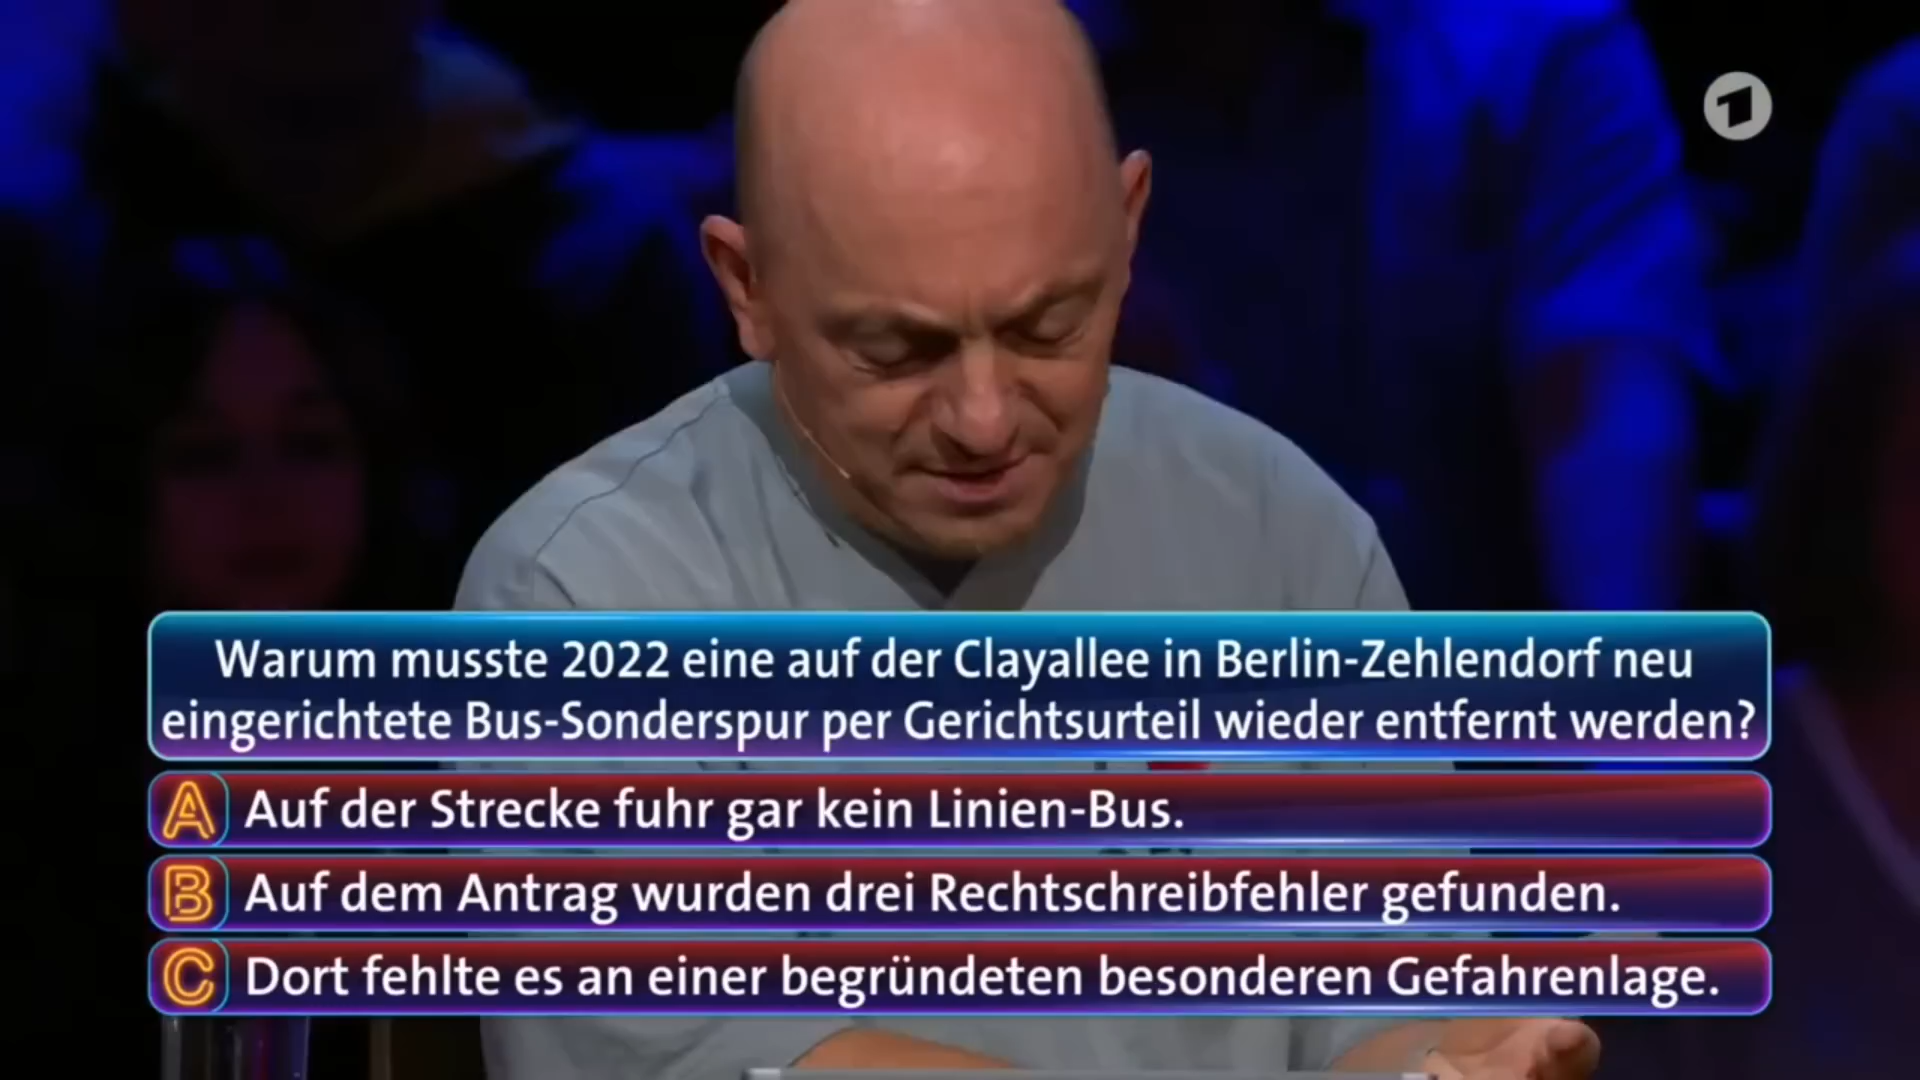 Warum musste 2022 eine auf der Clayallee in Berlin-Zehlendorf neu
eingerichtete Bus-Sonderspur per Gerichtsurteil wieder entfernt werden?
A Auf der Strecke fuhr gar kein Linien-Bus.
B Auf dem Antrag wurden drei Rechtschreibfehler gefunden.
C Dort fehlte es an einer begründeten besonderen Gefahrenlage.